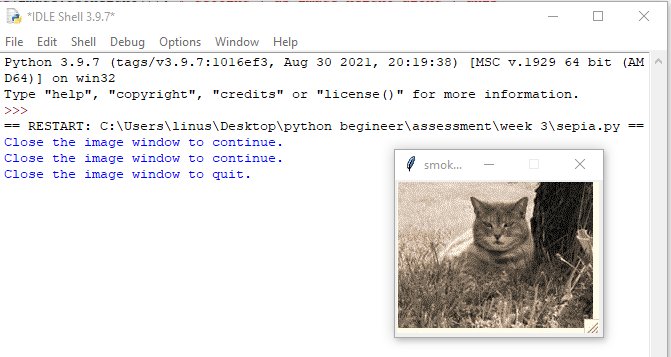 *IDLE Shell 3.9.7*
File Edit Shell Debug Options Window Help
Python 3.9.7 (tags/v3.9.7:1016ef3, Aug 30 2021, 20:19:38) [MSC v.1929 64 bit (AM
D64)] on win32
Type "help", "copyright", "credits" or "license()" for more information.
>>>
== RESTART: C:\Users\linus\Desktop\python begineer\assessment\week 3\sepia.py ==
Close the image window to continue.
Close the image window to continue.
Close the image window to quit.
smok...